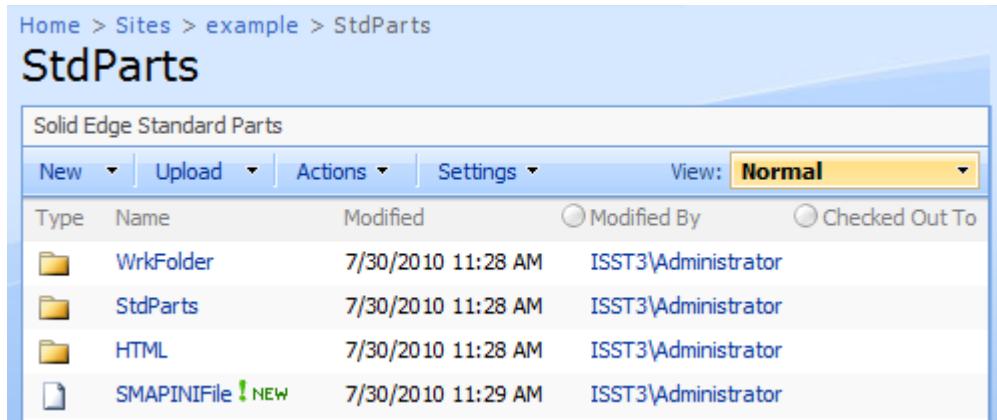 Home > Sites > example > StdParts
StdParts
Solid Edge Standard Parts
New Upload Actions Settings View: Normal
Type Name Modified Modified By Checked Out To
WrkFolder 7/30/2010 11:28 AM ISST3\Administrator
StdParts 7/30/2010 11:28 AM ISST3\Administrator
HTML 7/30/2010 11:28 AM ISST3\Administrator
SMAPINIFile ! NEW 7/30/2010 11:29 AM ISST3\Administrator